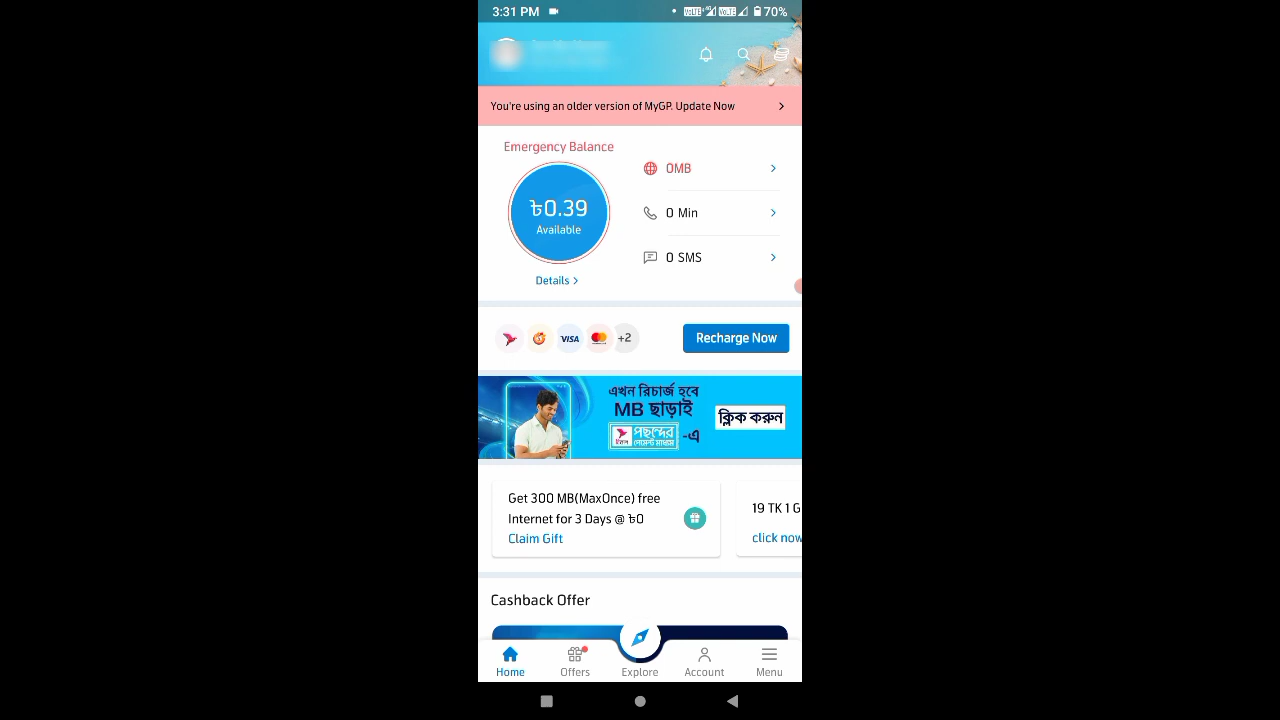 3:31 PM
70%
You're using an older version of MyGP. Update Now
Emergency Balance
৳0.39
Available
Details
0MB
0 Min
0 SMS
VISA
+2
Recharge Now
এখন রিচার্জ হবে
MB ছাড়াই
পছন্দের
পেমেন্ট মাধ্যম
-এ
ক্লিক করুন
Get 300 MB(MaxOnce) free
Internet for 3 Days @ ৳0
Claim Gift
19 TK 1 G
click now
Cashback Offer
Home
Offers
Explore
Account
Menu